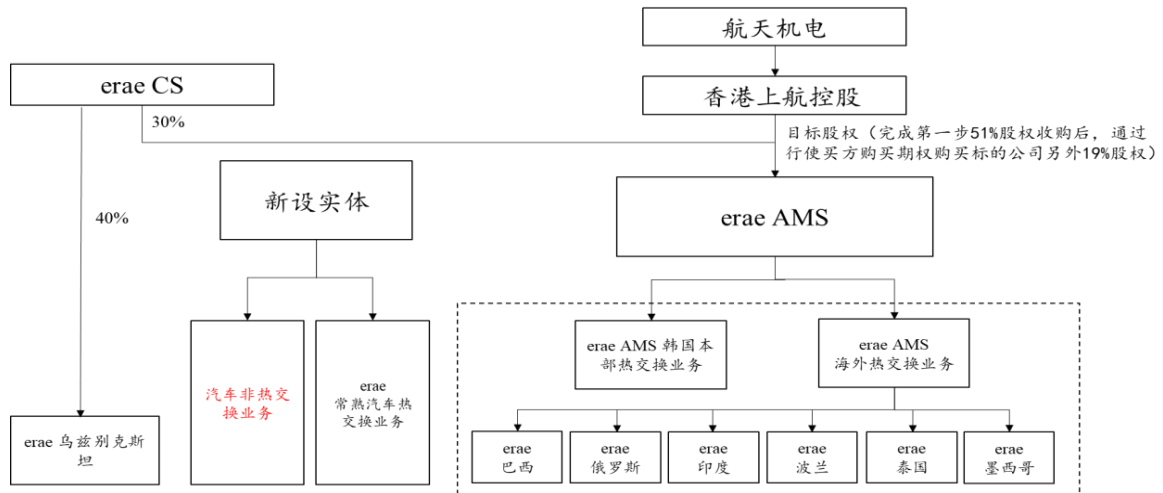 航天机电
erae CS
香港上航控股
30%
目标股权（完成第一步51%股权收购后，通过
行使买方购买期权购买标的公司另外19%股权）
新设实体
40%
erae AMS
erae AMS 韩国本
部热交换业务
erae AMS
海外热交换业务
汽车非热交
换业务
erae
常熟汽车热
交换业务
erae 乌兹别克斯
坦
erae
巴西
erae
俄罗斯
erae
印度
erae
波兰
erae
泰国
erae
墨西哥